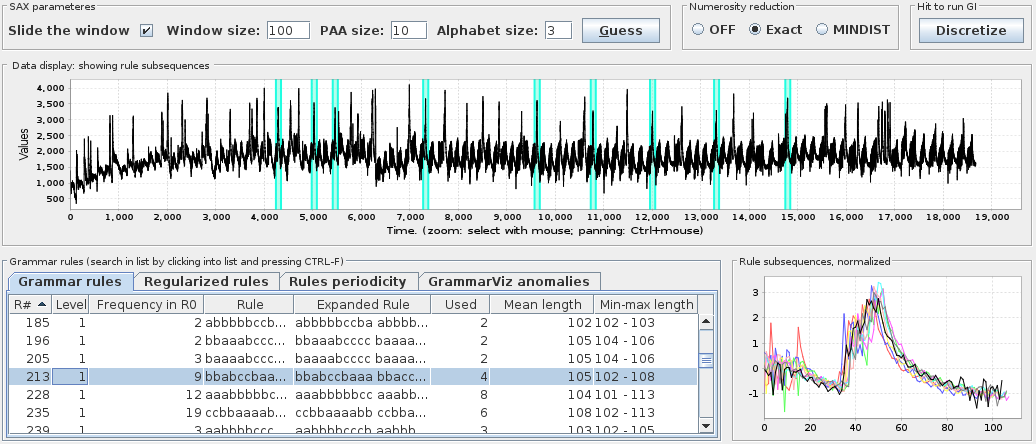 SAX parameteres
Slide the window Window size: 100 PAA size: 10 Alphabet size: 3 Guess
Numerosity reduction
OFF Exact MINDIST
Hit to run GI
Discretize
Data display: showing rule subsequences
Values
4,000
3,500
3,000
2,500
2,000
1,500
1,000
500
0 1,000 2,000 3,000 4,000 5,000 6,000 7,000 8,000 9,000 10,000 11,000 12,000 13,000 14,000 15,000 16,000 17,000 18,000 19,000
Time. (zoom: select with mouse; panning: Ctrl+mouse)
Grammar rules (search in list by clicking into list and pressing CTRL-F)
Grammar rules Regularized rules Rules periodicity GrammarViz anomalies
R# Level Frequency in R0 Rule Expanded Rule Used Mean length Min-max length
185 1 2 abbbbbccb... abbbbbccba abbbb... 2 102 102 - 103
196 1 2 bbaaabccc... bbaaabcccc baaaa... 2 105 104 - 106
205 1 3 baaaabccc... baaaabcccc baaaa... 2 105 104 - 106
213 1 9 bbabccbaa... bbabccbaaa bbacc... 4 105 102 - 108
228 1 12 aaabbbbbc... aaabbbbbcc aaabb... 8 104 101 - 113
235 1 19 ccbbaaaab... ccbbaaaabb ccbba... 6 108 102 - 113
239 1 3 aabbbbccc... aabbbbcccb aabbb... 3 103 102 - 105
Rule subsequences, normalized
3
2
1
0
-1
0 20 40 60 80 100